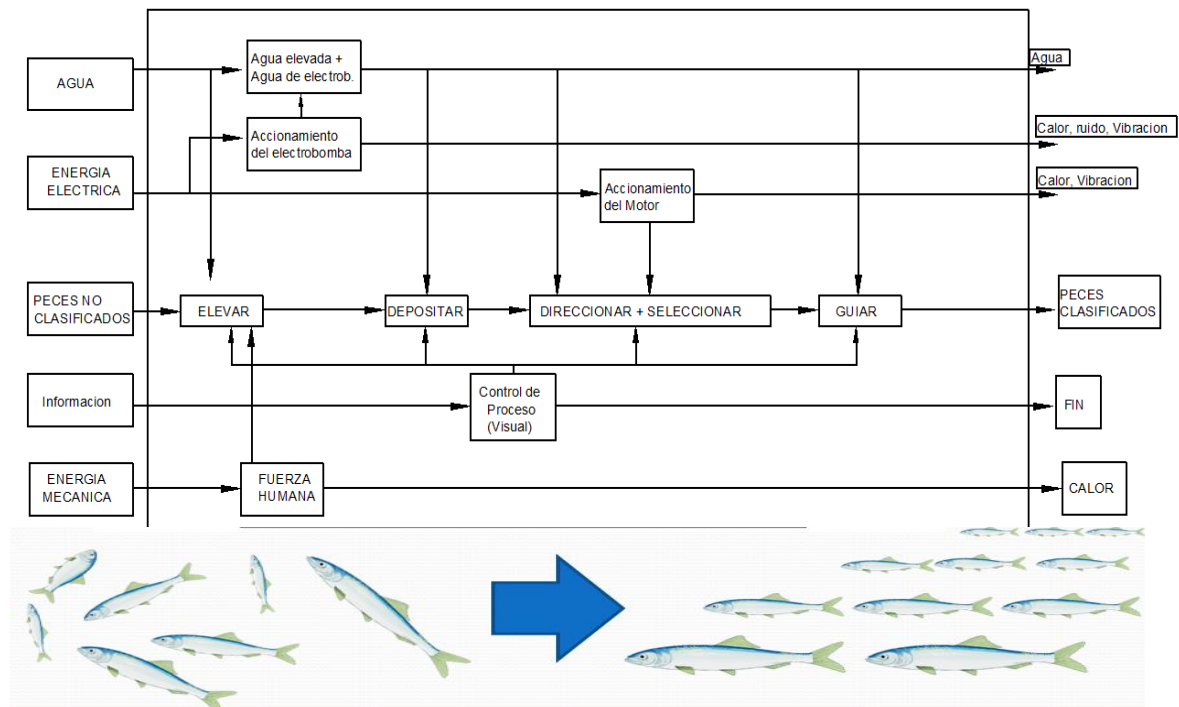 AGUA
Agua elevada +
Agua de electrob.
Agua
Accionamiento
del electrobomba
Calor, ruido, Vibracion
ENERGIA
ELECTRICA
Accionamiento
del Motor
Calor, Vibracion
PECES NO
CLASIFICADOS
ELEVAR
DEPOSITAR
DIRECCIONAR + SELECCIONAR
GUIAR
PECES
CLASIFICADOS
Informacion
Control de
Proceso
(Visual)
FIN
ENERGIA
MECANICA
FUERZA
HUMANA
CALOR